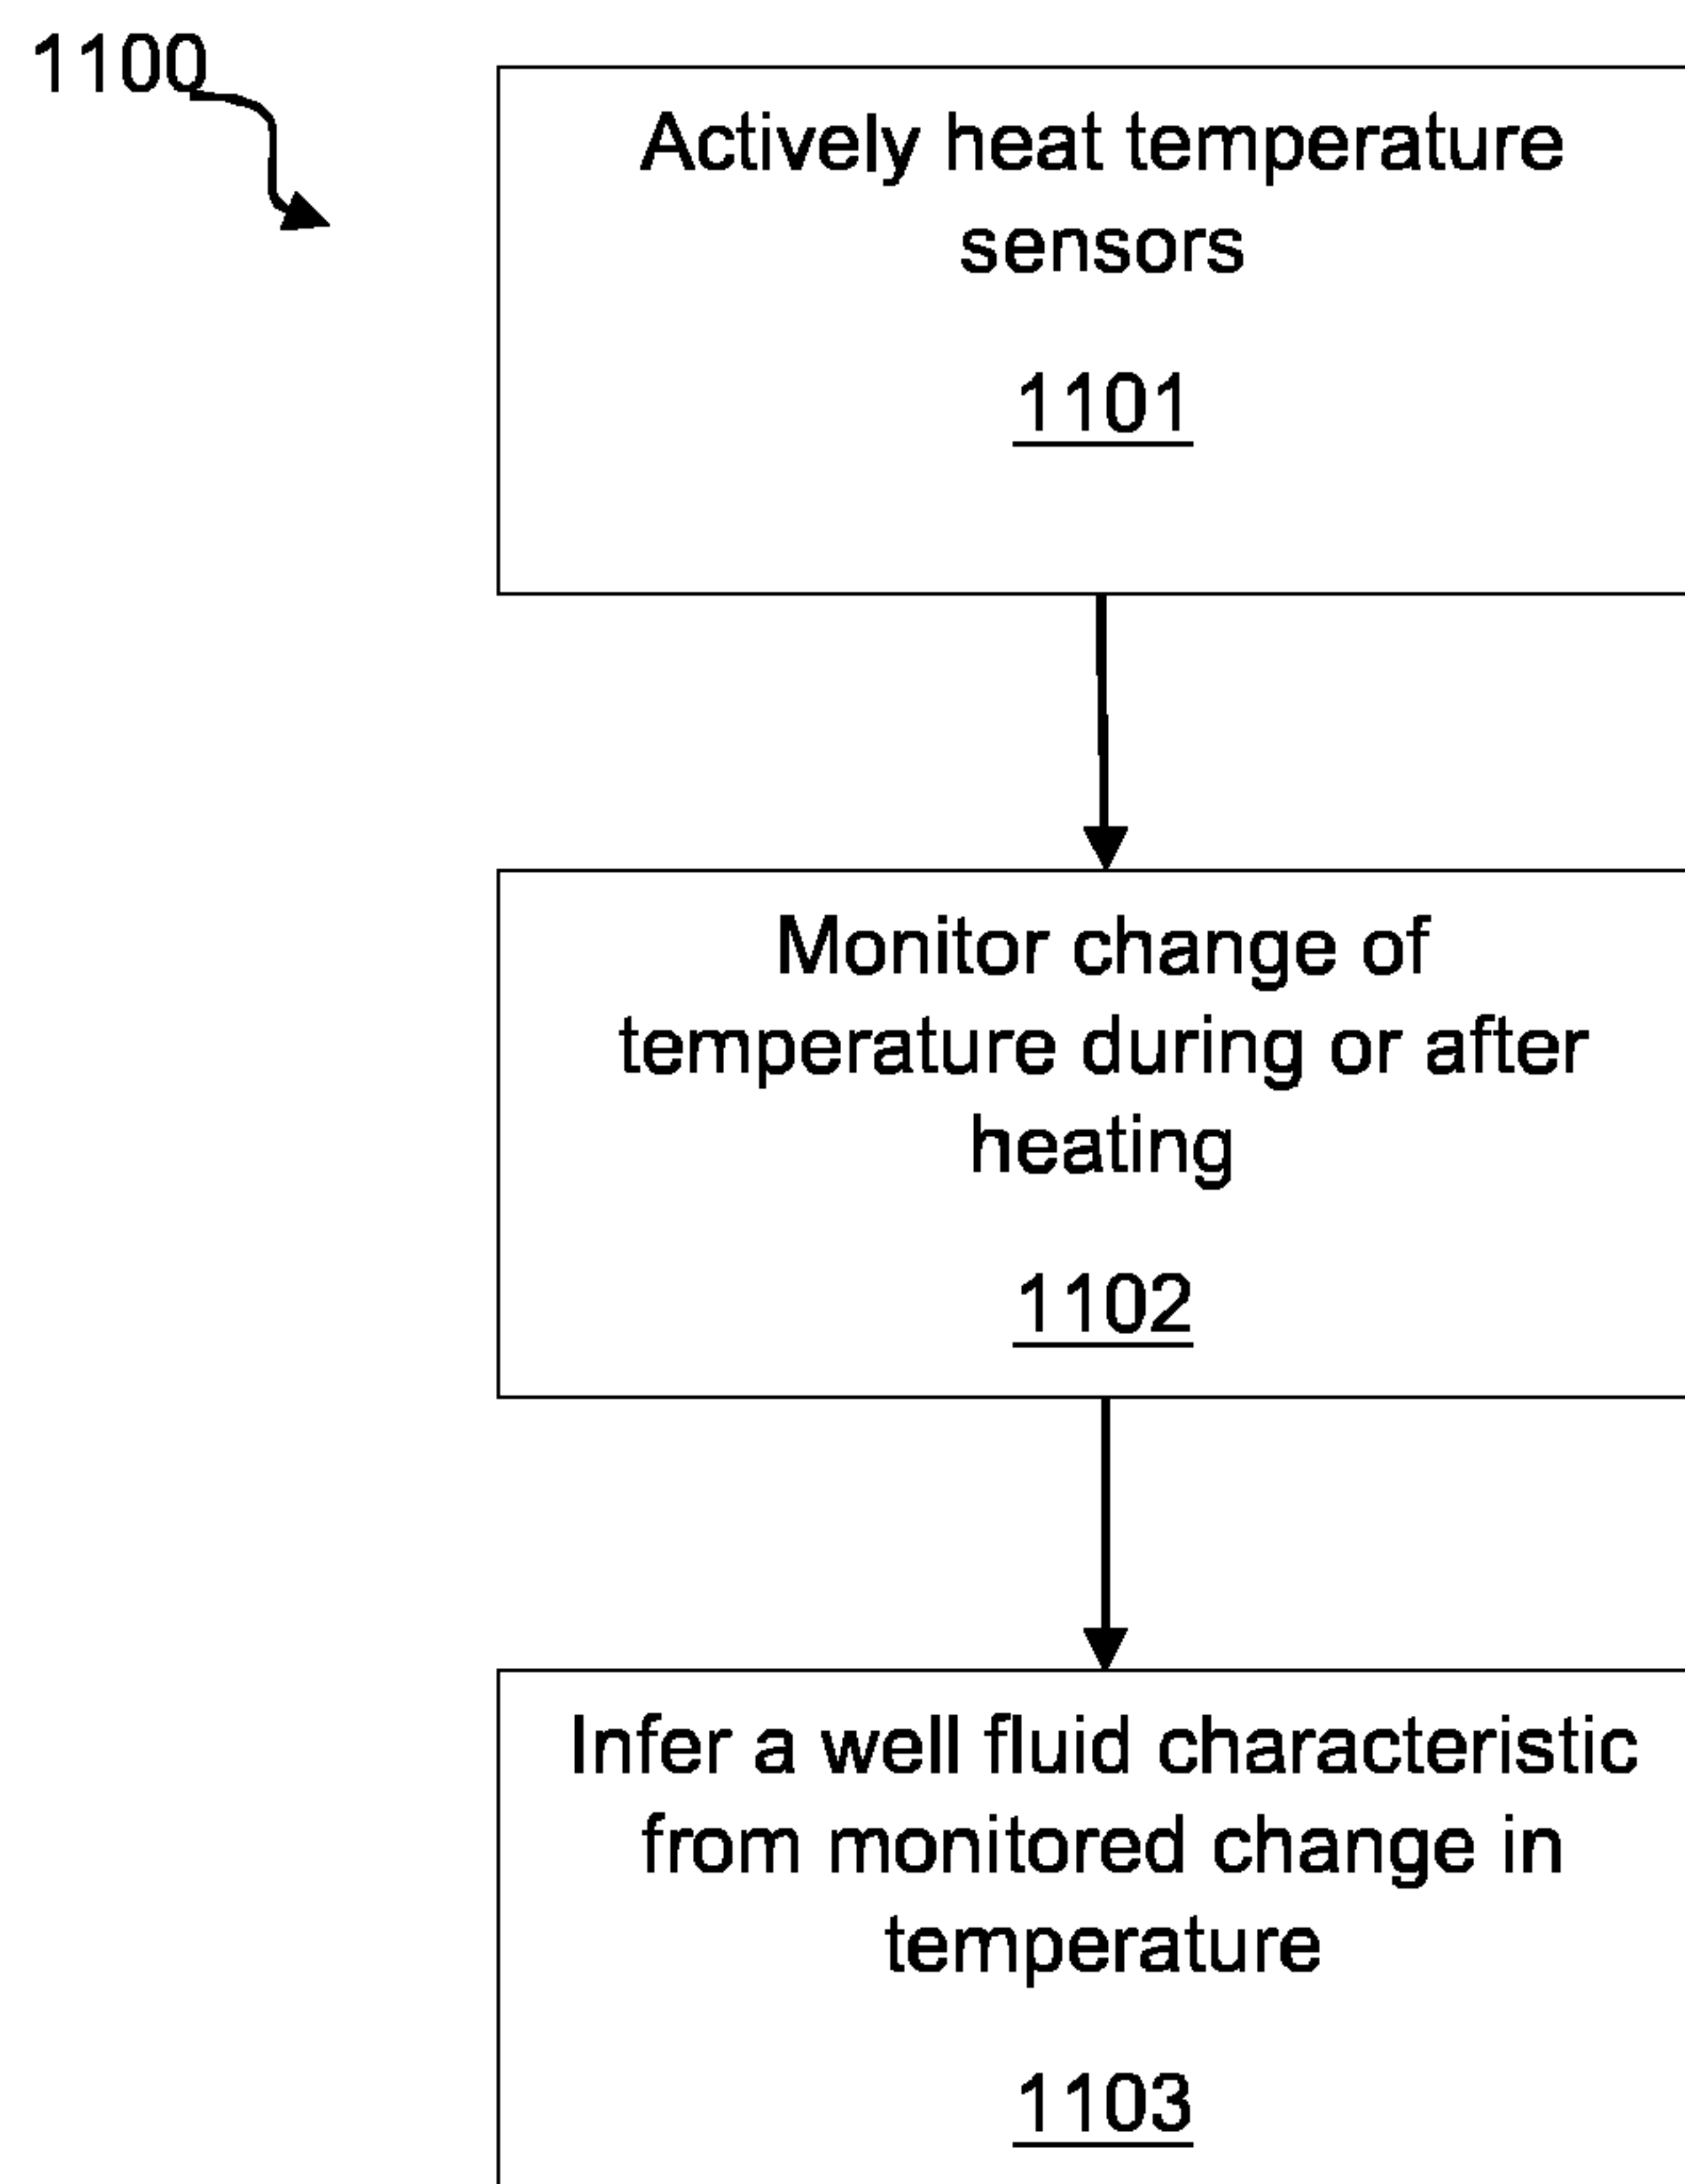 1100
Actively heat temperature
sensors
1101
Monitor change of
temperature during or after
heating
1102
Infer a well fluid characteristic
from monitored change in
temperature
1103